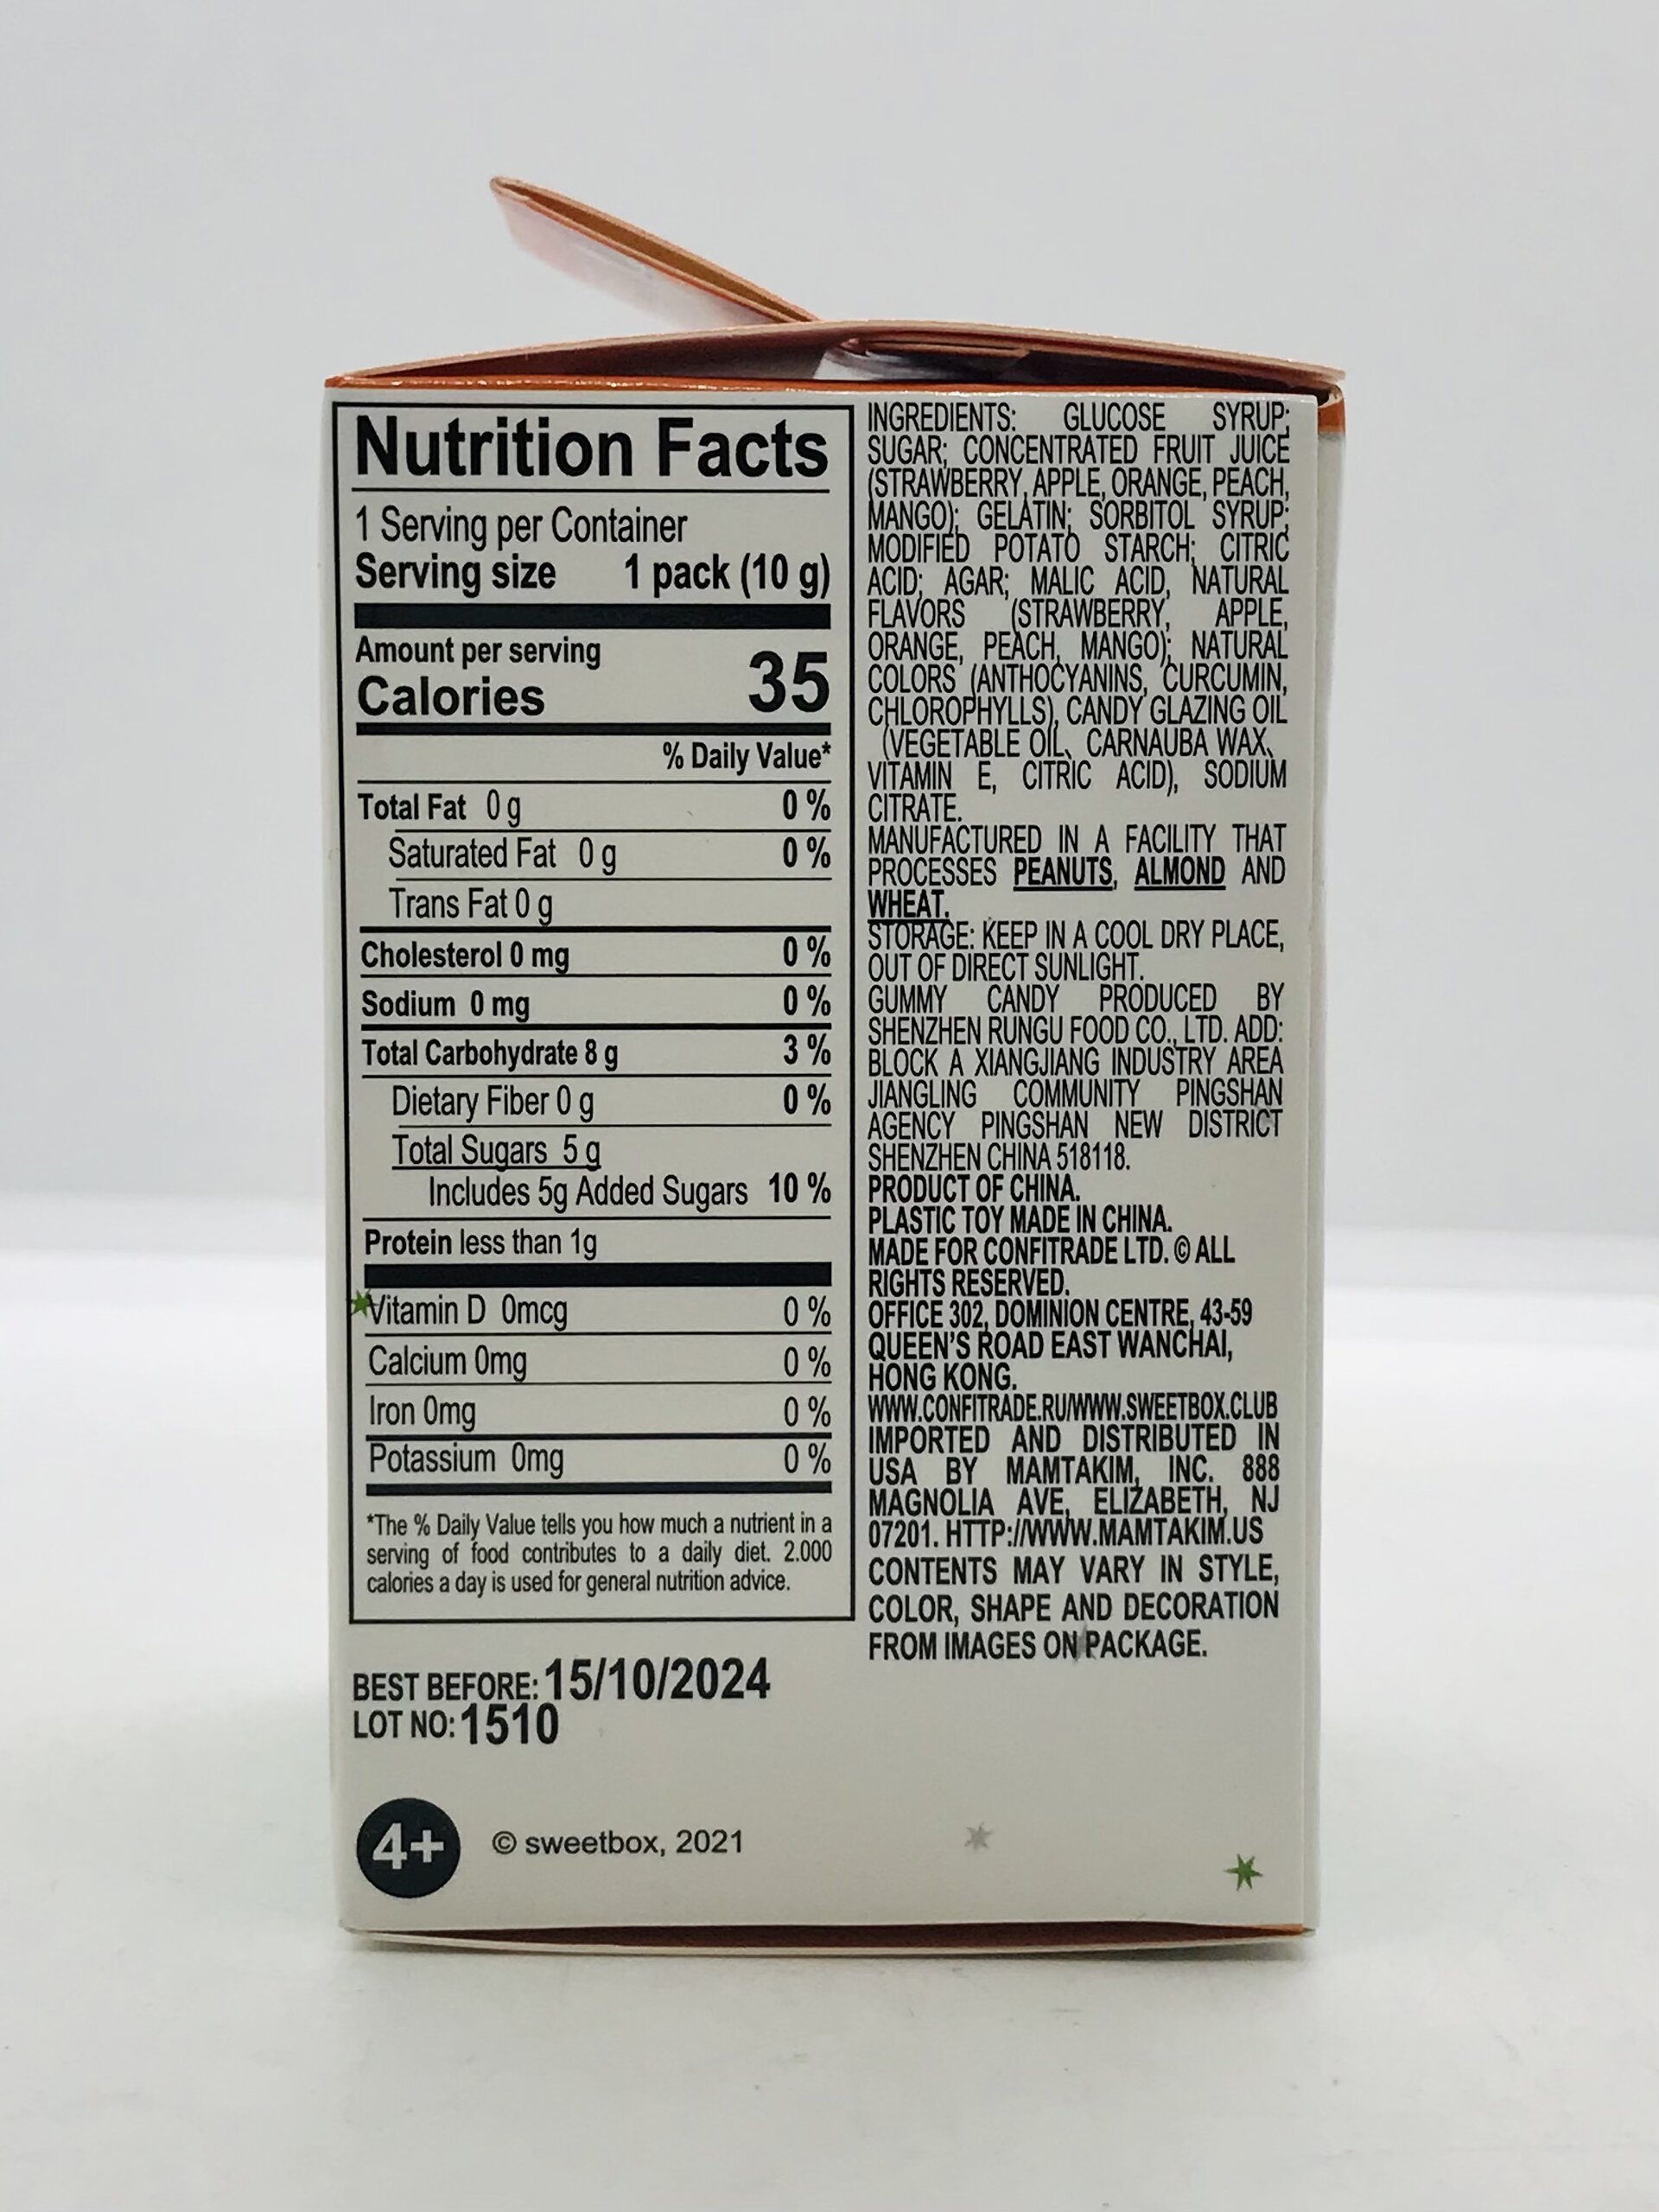 Nutrition Facts
1 Serving per Container
Serving size 1 pack (10 g)
Amount per serving
Calories 35
% Daily Value*
Total Fat 0 g 0 %
Saturated Fat 0 g 0 %
Trans Fat 0 g
Cholesterol 0 mg 0 %
Sodium 0 mg 0 %
Total Carbohydrate 8 g 3 %
Dietary Fiber 0 g 0 %
Total Sugars 5 g
Includes 5g Added Sugars 10 %
Protein less than 1g
Vitamin D 0mcg 0 %
Calcium 0mg 0 %
Iron 0mg 0 %
Potassium 0mg 0 %
*The % Daily Value tells you how much a nutrient in a
serving of food contributes to a daily diet. 2.000
calories a day is used for general nutrition advice.
BEST BEFORE: 15/10/2024
LOT NO: 1510
4+
© sweetbox, 2021
INGREDIENTS: GLUCOSE SYRUP;
SUGAR; CONCENTRATED FRUIT JUICE
(STRAWBERRY, APPLE, ORANGE, PEACH,
MANGO); GELATIN; SORBITOL SYRUP;
MODIFIED POTATO STARCH; CITRIC
ACID; AGAR; MALIC ACID, NATURAL
FLAVORS (STRAWBERRY, APPLE,
ORANGE, PEACH, MANGO); NATURAL
COLORS (ANTHOCYANINS, CURCUMIN,
CHLOROPHYLLS), CANDY GLAZING OIL
(VEGETABLE OIL、CARNAUBA WAX、
VITAMIN E, CITRIC ACID), SODIUM
CITRATE.
MANUFACTURED IN A FACILITY THAT
PROCESSES PEANUTS, ALMOND AND
WHEAT.
STORAGE: KEEP IN A COOL DRY PLACE,
OUT OF DIRECT SUNLIGHT.
GUMMY CANDY PRODUCED BY
SHENZHEN RUNGU FOOD CO., LTD. ADD:
BLOCK A XIANGJIANG INDUSTRY AREA
JIANGLING COMMUNITY PINGSHAN
AGENCY PINGSHAN NEW DISTRICT
SHENZHEN CHINA 518118.
PRODUCT OF CHINA.
PLASTIC TOY MADE IN CHINA.
MADE FOR CONFITRADE LTD. © ALL
RIGHTS RESERVED.
OFFICE 302, DOMINION CENTRE, 43-59
QUEEN'S ROAD EAST WANCHAI,
HONG KONG.
WWW.CONFITRADE.RU/WWW.SWEETBOX.CLUB
IMPORTED AND DISTRIBUTED IN
USA BY MAMTAKIM, INC. 888
MAGNOLIA AVE, ELIZABETH, NJ
07201. HTTP://WWW.MAMTAKIM.US
CONTENTS MAY VARY IN STYLE,
COLOR, SHAPE AND DECORATION
FROM IMAGES ON PACKAGE.